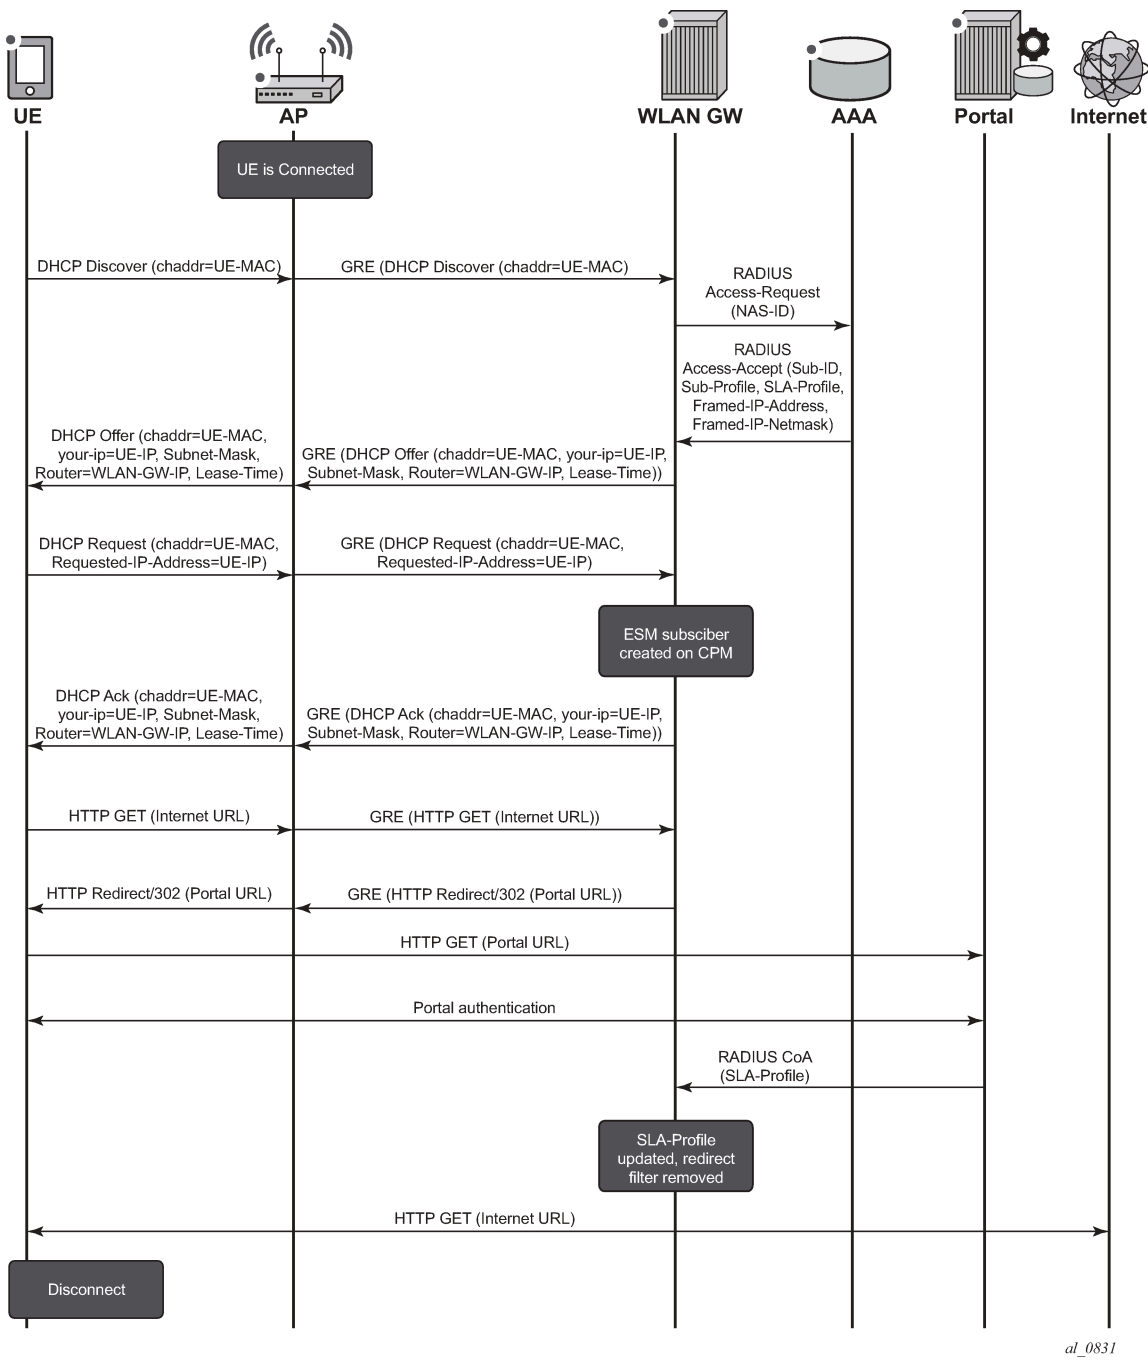 UE
AP
WLAN GW
AAA
Portal
Internet
UE is Connected
DHCP Discover (chaddr=UE-MAC)
GRE (DHCP Discover (chaddr=UE-MAC)
RADIUS
Access-Request
(NAS-ID)
RADIUS
Access-Accept (Sub-ID,
Sub-Profile, SLA-Profile,
Framed-IP-Address,
Framed-IP-Netmask)
DHCP Offer (chaddr=UE-MAC,
your-ip=UE-IP, Subnet-Mask,
Router=WLAN-GW-IP, Lease-Time)
GRE (DHCP Offer (chaddr=UE-MAC, your-ip=UE-IP,
Subnet-Mask, Router=WLAN-GW-IP, Lease-Time))
DHCP Request (chaddr=UE-MAC,
Requested-IP-Address=UE-IP)
GRE (DHCP Request (chaddr=UE-MAC,
Requested-IP-Address=UE-IP)
ESM subsciber
created on CPM
DHCP Ack (chaddr=UE-MAC,
your-ip=UE-IP, Subnet-Mask,
Router=WLAN-GW-IP, Lease-Time)
GRE (DHCP Ack (chaddr=UE-MAC, your-ip=UE-IP,
Subnet-Mask, Router=WLAN-GW-IP, Lease-Time))
HTTP GET (Internet URL)
GRE (HTTP GET (Internet URL))
HTTP Redirect/302 (Portal URL)
GRE (HTTP Redirect/302 (Portal URL))
HTTP GET (Portal URL)
Portal authentication
RADIUS CoA
(SLA-Profile)
SLA-Profile
updated, redirect
filter removed
HTTP GET (Internet URL)
Disconnect
al_0831